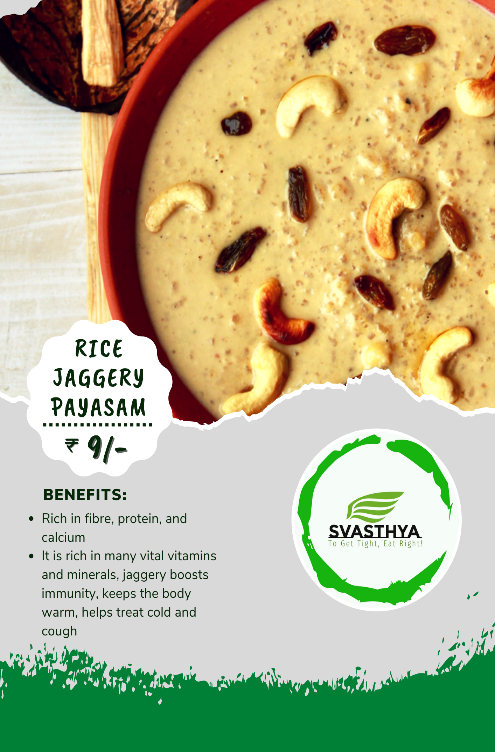 RICE
JAGGERY
PAYASAM
₹ 9/-
BENEFITS:
• Rich in fibre, protein, and
calcium
• It is rich in many vital vitamins
and minerals, jaggery boosts
immunity, keeps the body
warm, helps treat cold and
cough
SVASTHYA
To Get Tight, Eat Right!